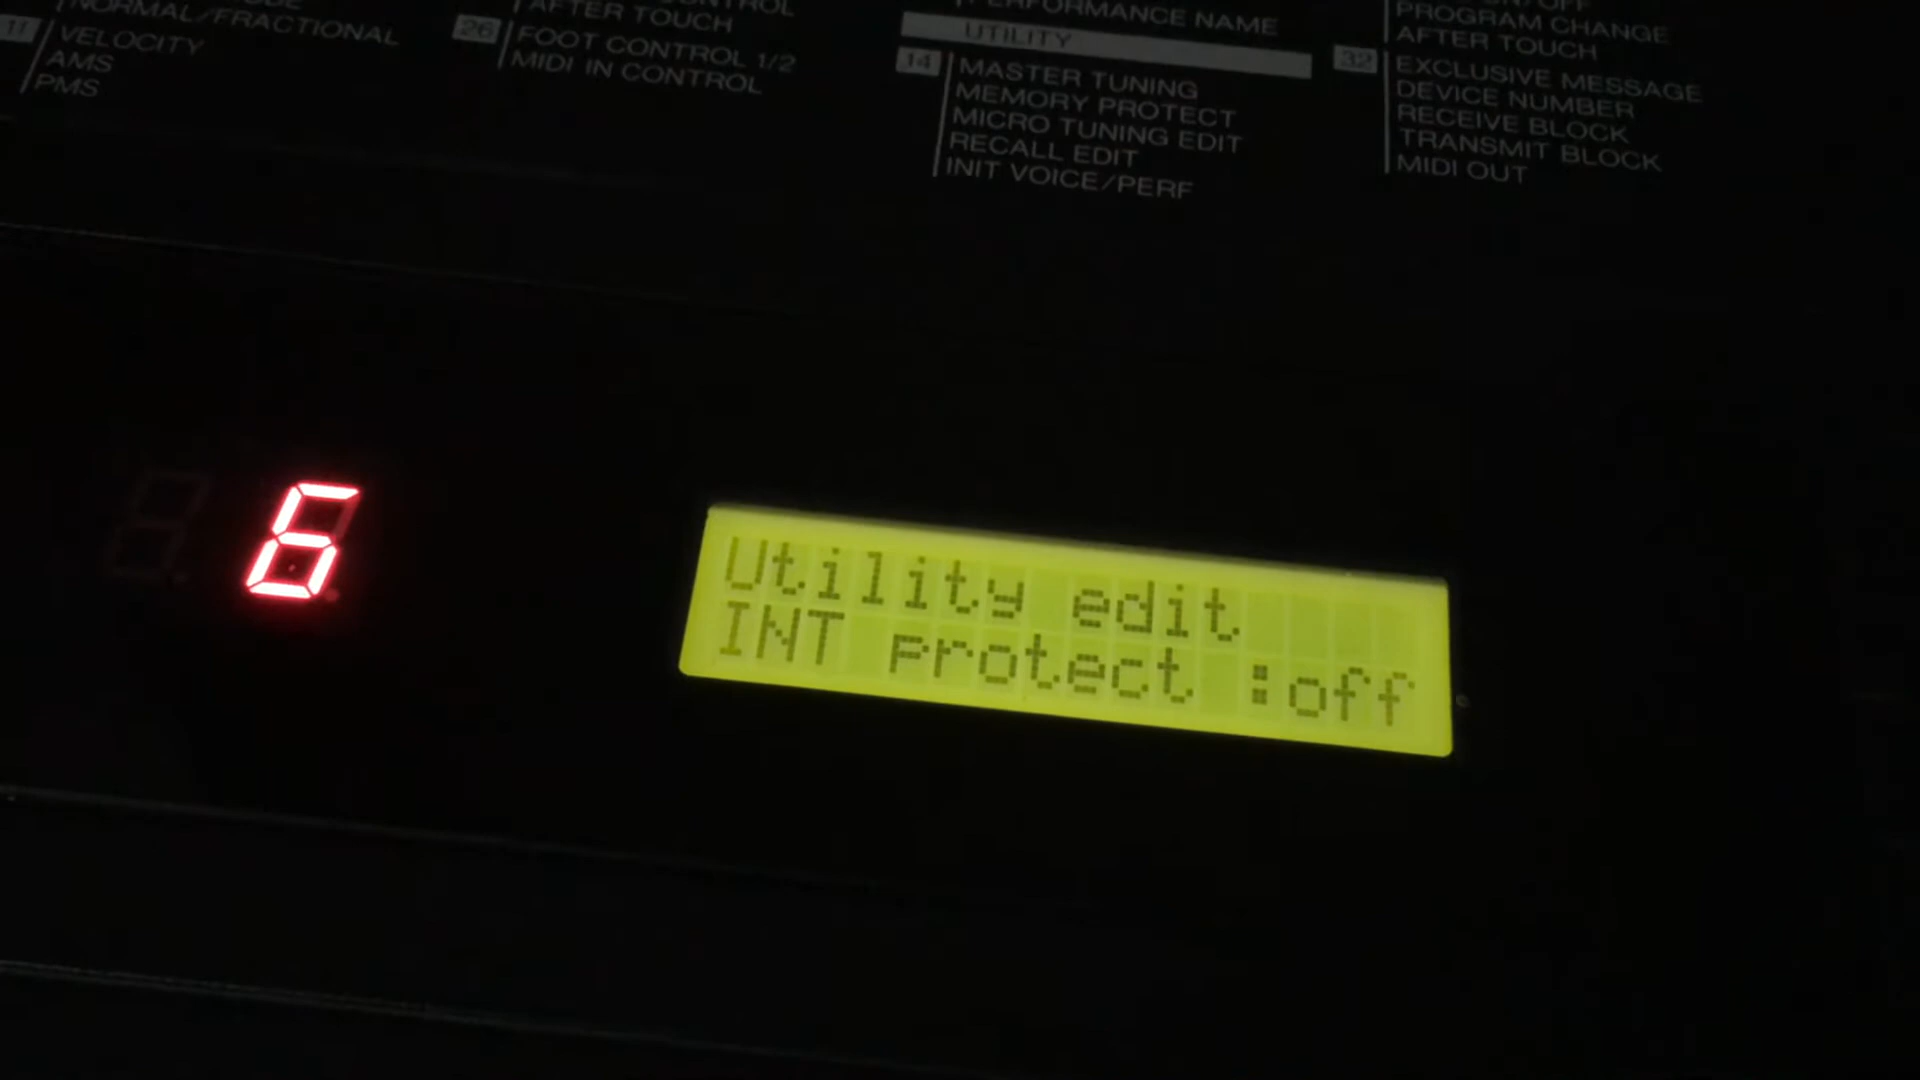 NORMAL/FRACTIONAL
11
VELOCITY
AMS
PMS
AFTER TOUCH
26
FOOT CONTROL 1/2
MIDI IN CONTROL
PERFORMANCE NAME
UTILITY
14
MASTER TUNING
MEMORY PROTECT
MICRO TUNING EDIT
RECALL EDIT
INIT VOICE/PERF
PROGRAM CHANGE
AFTER TOUCH
32
EXCLUSIVE MESSAGE
DEVICE NUMBER
RECEIVE BLOCK
TRANSMIT BLOCK
MIDI OUT
6
Utility edit
INT protect :off